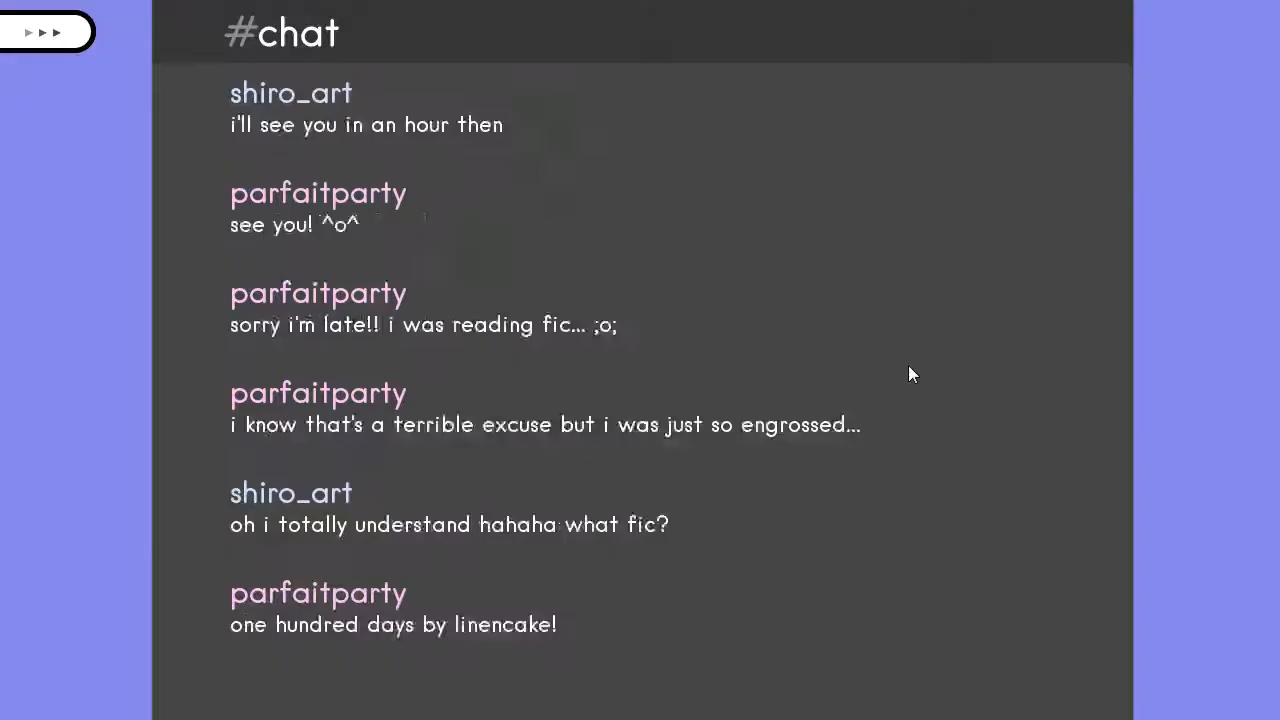 #chat
shiro_art
i'll see you in an hour then
parfaitparty
see you! ^o^
parfaitparty
sorry i'm late!! i was reading fic... ;o;
parfaitparty
i know that's a terrible excuse but i was just so engrossed...
shiro_art
oh i totally understand hahaha what fic?
parfaitparty
one hundred days by linencake!